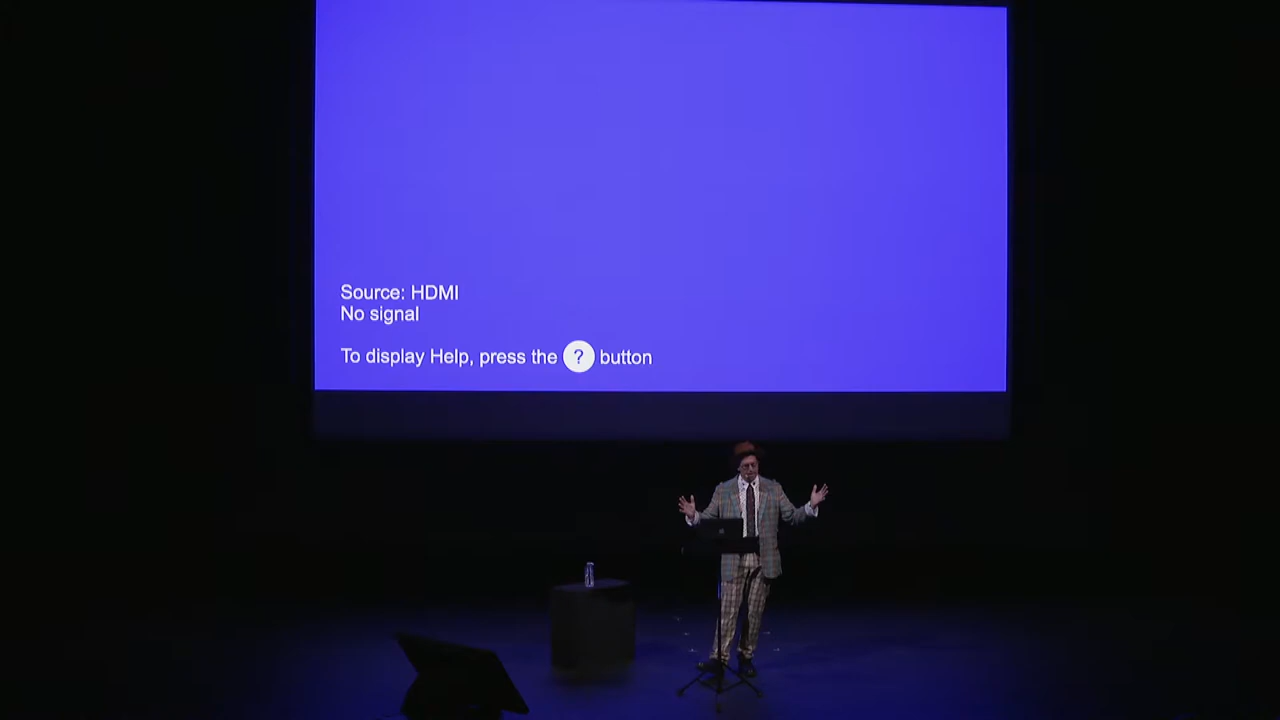 Source: HDMI
No signal
To display Help, press the ? button